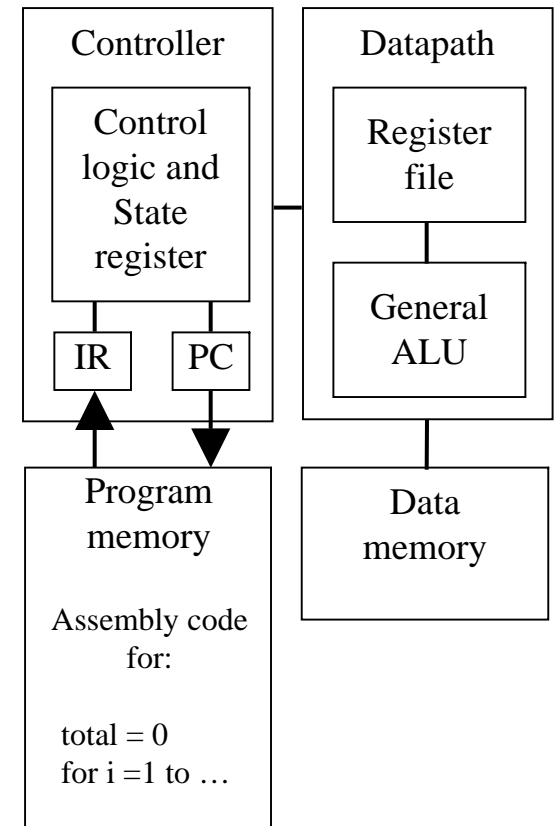 Controller
Control
logic and
State
register
IR
PC
Datapath
Register
file
General
ALU
Program
memory
Assembly code
for:
total = 0
for i =1 to …
Data
memory